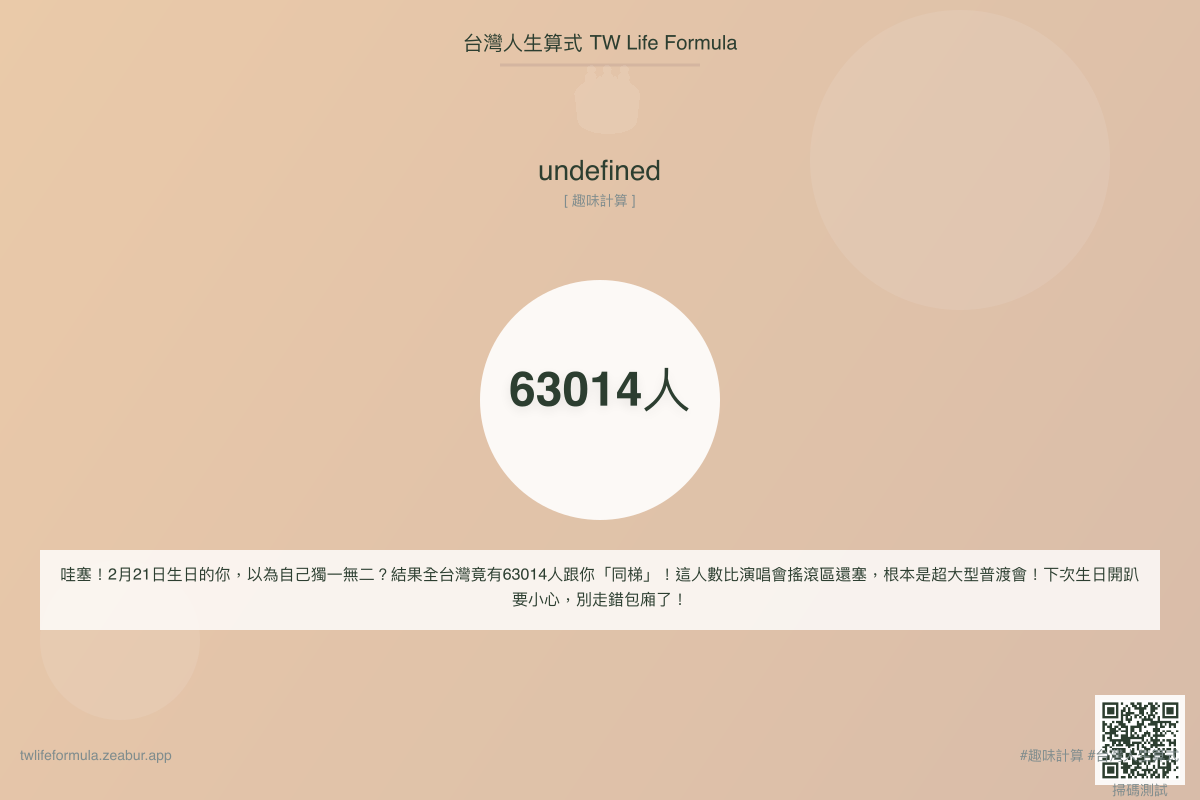 台灣人生算式 TW Life Formula
undefined
[ 趣味計算 ]
63014人
哇塞！2月21日生日的你，以為自己獨一無二？結果全台灣竟有63014人跟你「同梯」！這人數比演唱會搖滾區還塞，根本是超大型普渡會！下次生日開趴
要小心，別走錯包廂了！
twlifeformula.zeabur.app
#趣味計算 #台
掃碼測試